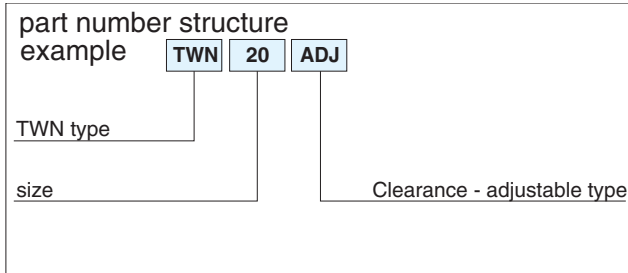 part number structure
example TWN 20 ADJ
TWN type
size Clearance - adjustable type